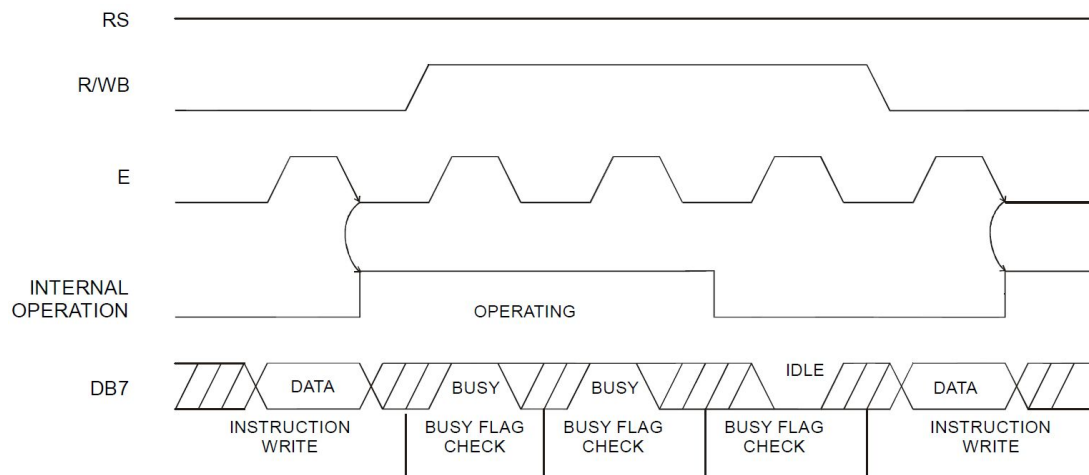 RS
R/WB
E
INTERNAL
OPERATION
OPERATING
DB7
DATA
BUSY
BUSY
IDLE
DATA
INSTRUCTION
WRITE
BUSY FLAG
CHECK
BUSY FLAG
CHECK
BUSY FLAG
CHECK
INSTRUCTION
WRITE